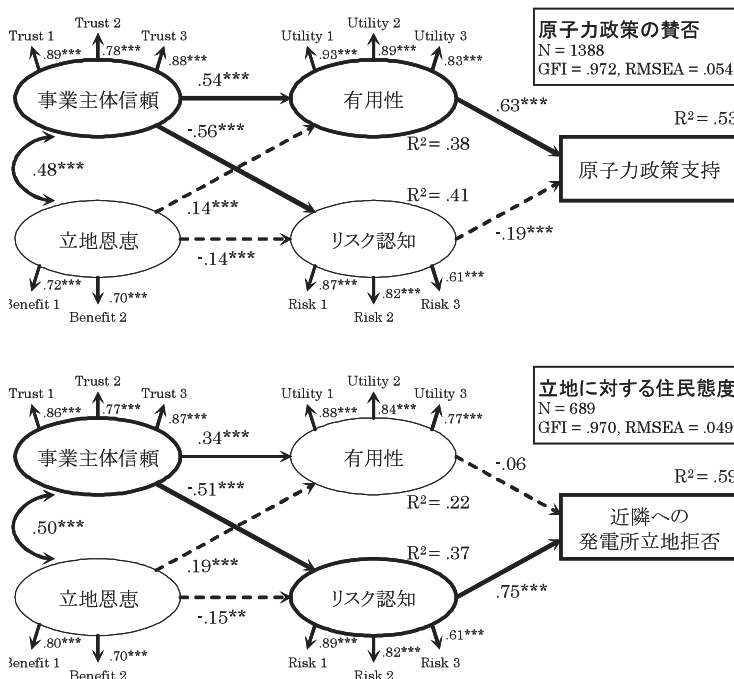 原子力政策の賛否
N = 1388
GFI = .972, RMSEA = .054
Trust 1
Trust 2
Trust 3
.89***
.78***
.88***
事業主体信頼
Utility 1
Utility 2
Utility 3
.93***
.89***
.83***
有用性
.54***
-.56***
.63***
R²= .38
R²= .53
原子力政策支持
.48***
R²= .41
立地恩恵
.14***
-.14***
リスク認知
-.19***
.72***
.70***
Benefit 1
Benefit 2
.87***
.82***
.61***
Risk 1
Risk 2
Risk 3
立地に対する住民態度
N = 689
GFI = .970, RMSEA = .049
Trust 1
Trust 2
Trust 3
.86***
.77***
.87***
事業主体信頼
Utility 1
Utility 2
Utility 3
.88***
.84***
.77***
有用性
.34***
-.51***
-.06
R²= .22
R²= .59
近隣への
発電所立地拒否
.50***
R²= .37
立地恩恵
.19***
-.15**
リスク認知
.75***
.80***
.70***
Benefit 1
Benefit 2
.89***
.82***
.61***
Risk 1
Risk 2
Risk 3